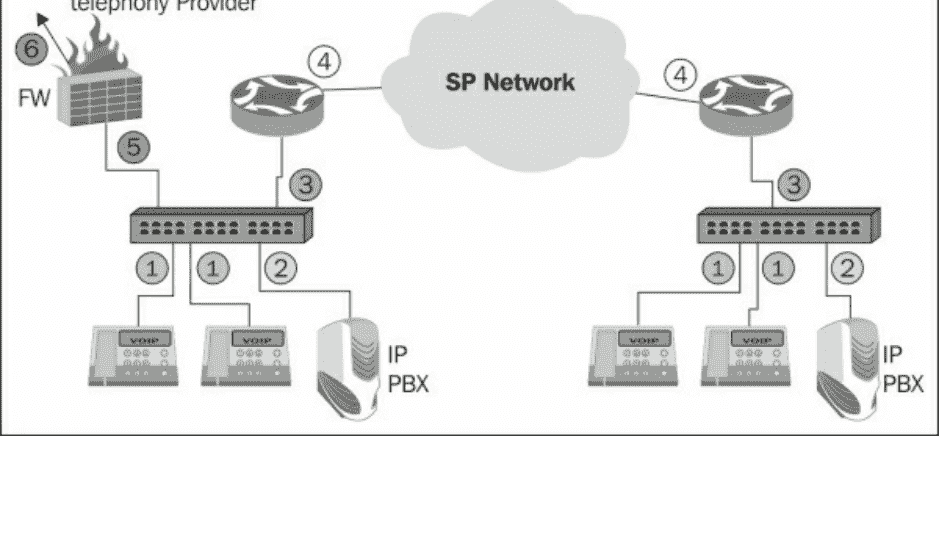 telephony Provider
6
4
SP Network
4
FW
5
3
3
1
1
2
1
1
2
VOIP
VOIP
IP
PBX
VOIP
VOIP
IP
PBX